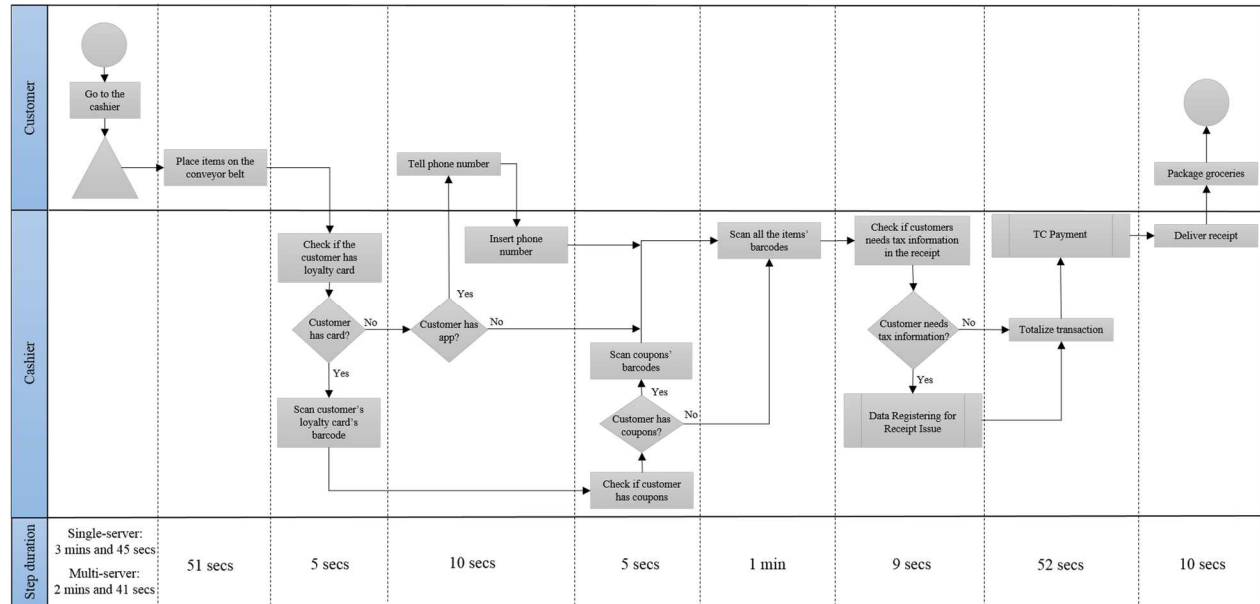 Customer
Go to the
cashier
Place items on the
conveyor belt
Tell phone number
Package groceries
Cashier
Check if the
customer has
loyalty card
Customer
has card?
No
Yes
Scan customer's
loyalty card's
barcode
Insert phone
number
Yes
Customer has
app?
No
Scan coupons'
barcodes
Yes
Customer has
coupons?
No
Check if customer
has coupons
Scan all the items'
barcodes
Check if customers
needs tax information
in the receipt
Customer needs
tax information?
No
Yes
Data Registering for
Receipt Issue
TC Payment
Totalize transaction
Deliver receipt
Step duration
Single-server:
3 mins and 45 secs
Multi-server:
2 mins and 41 secs
51 secs
5 secs
10 secs
5 secs
1 min
9 secs
52 secs
10 secs